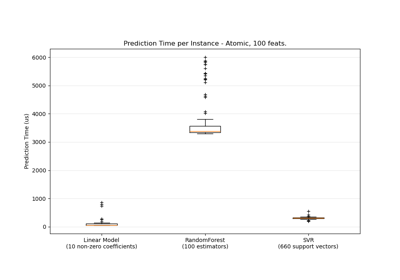 Prediction Time per Instance - Atomic, 100 feats.
6000
5000
4000
3000
2000
1000
0
Prediction Time (us)
Linear Model
(10 non-zero coefficients)
RandomForest
(100 estimators)
SVR
(660 support vectors)